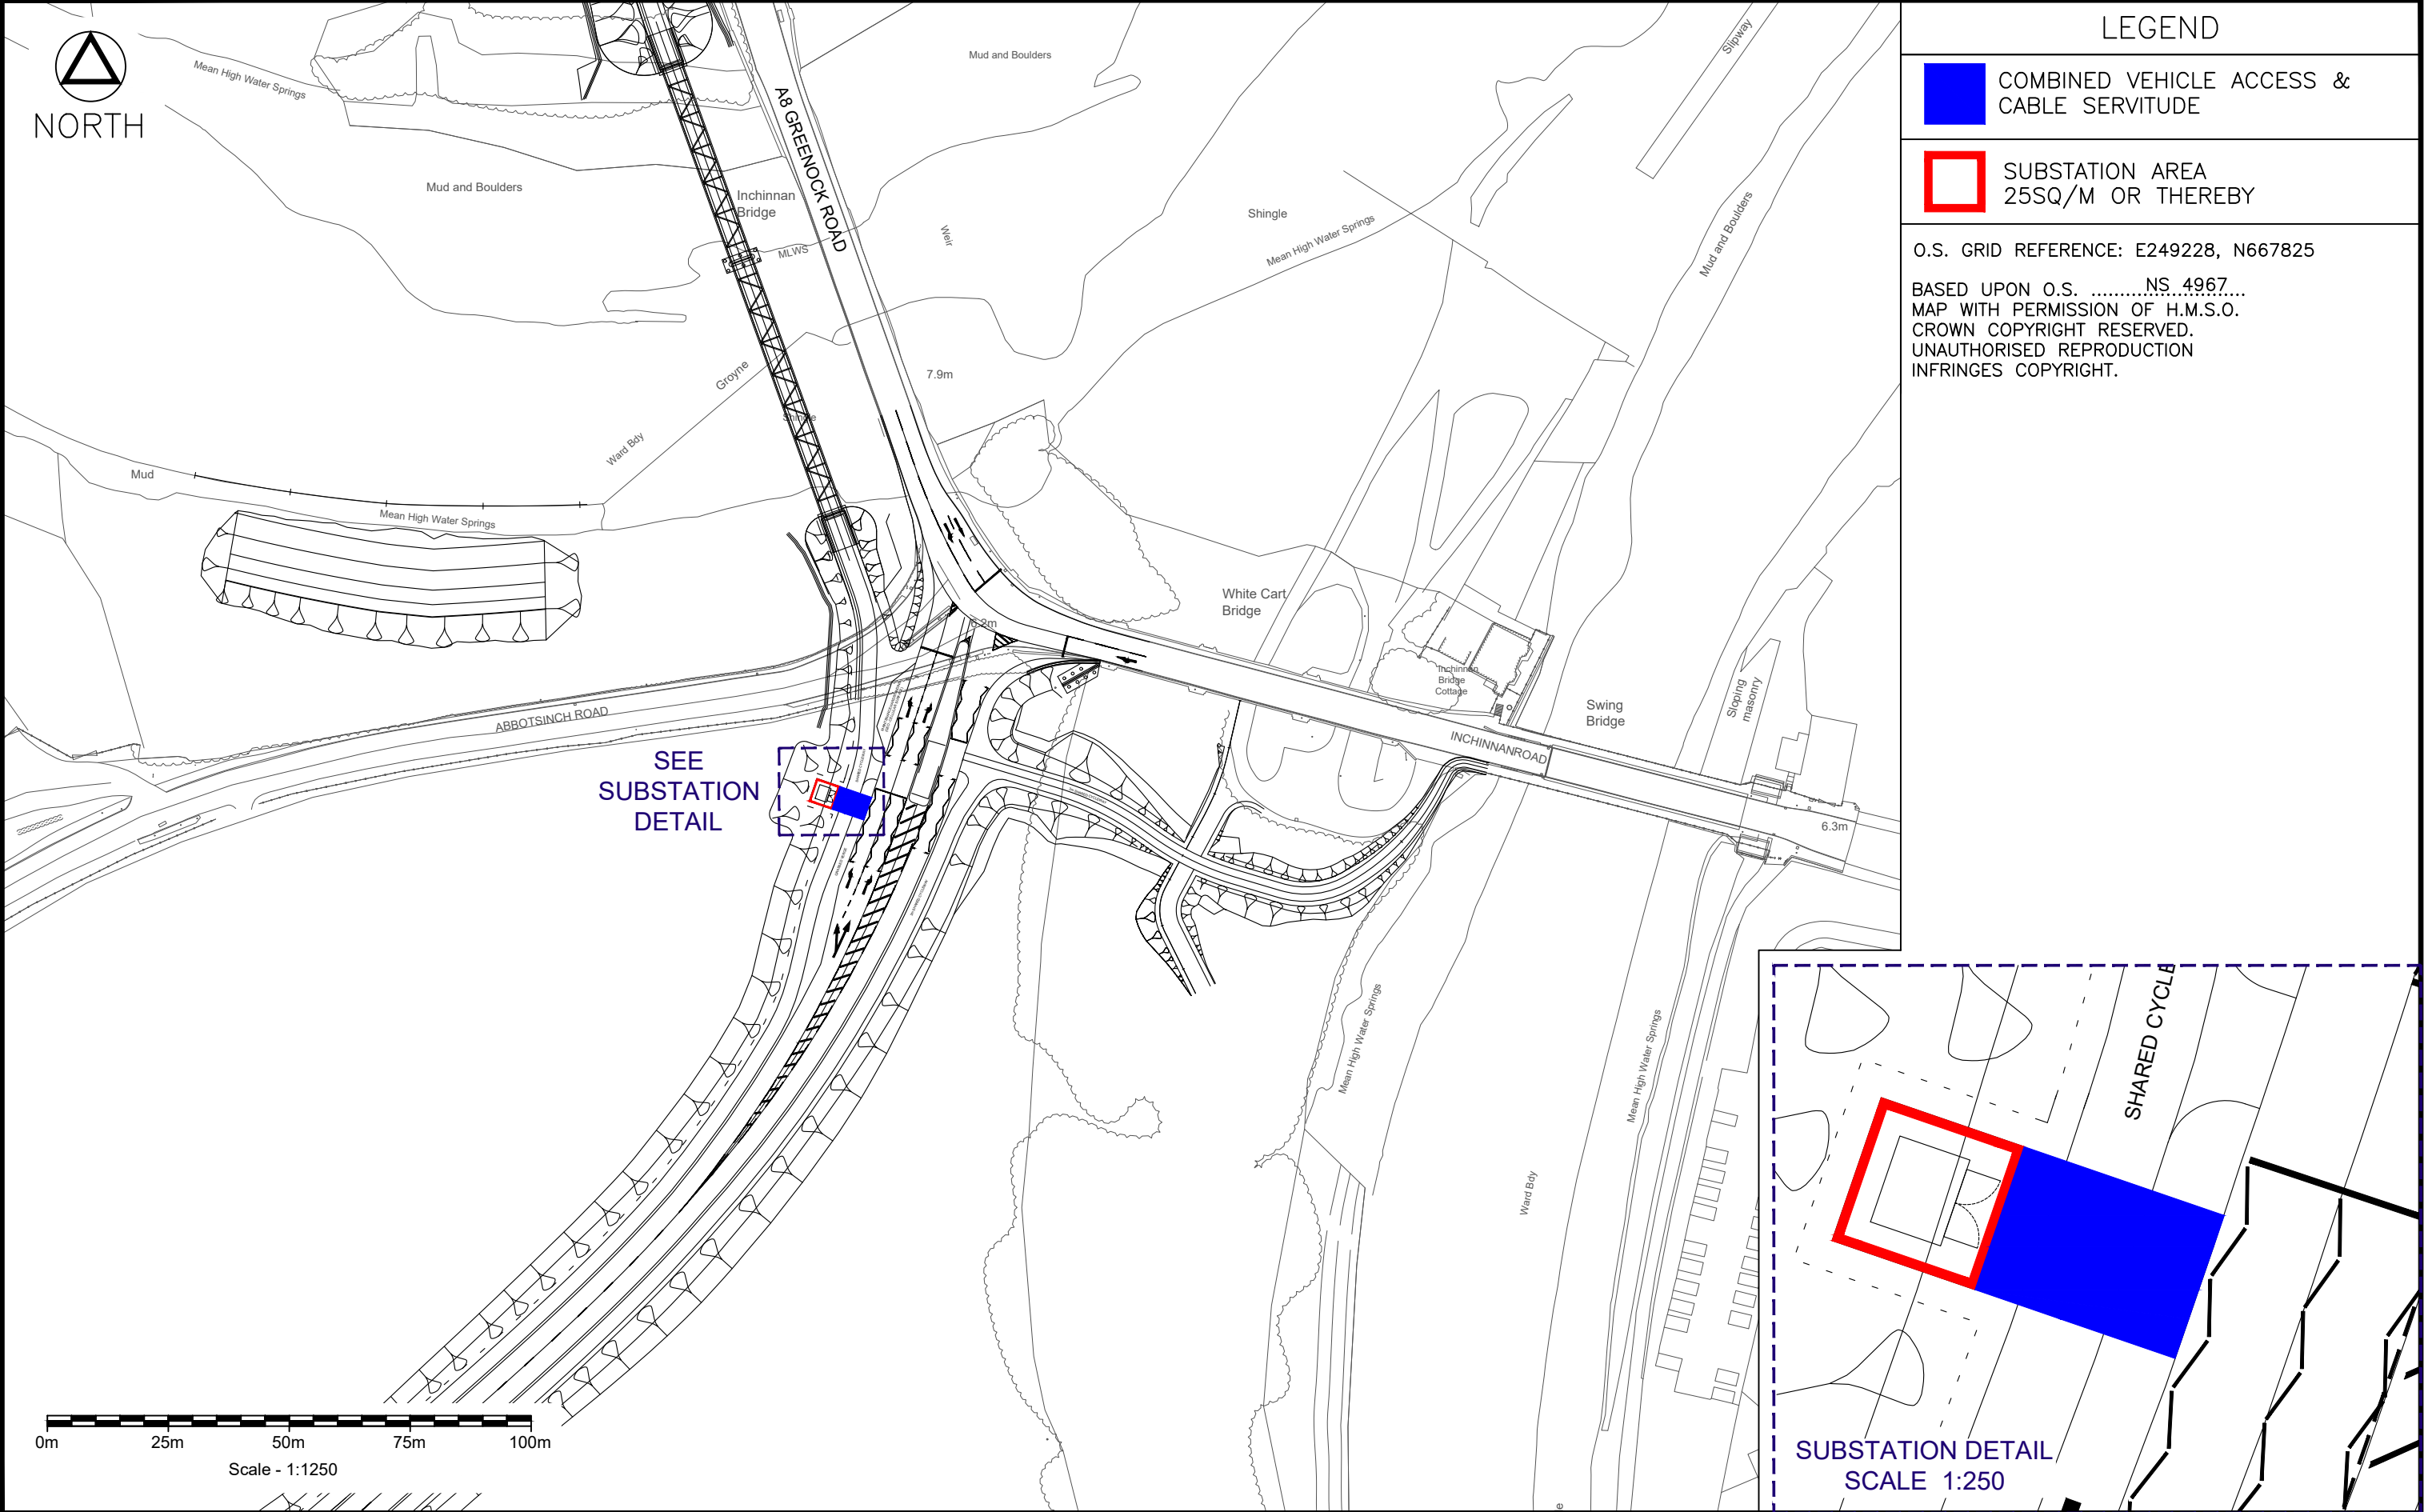 NORTH
Mean High Water Springs
Mud and Boulders
A8 GREENOCK ROAD
Inchinnan
Bridge
MLWS
Weir
Mud and Boulders
Shingle
Mean High Water Springs
Slipway
Mud and Boulders
Groyne
Shingle
7.9m
Ward Bdy
Mud
Mean High Water Springs
White Cart
Bridge
6.2m
ABBOTSINCH ROAD
Inchinnan
Bridge
Cottage
Swing
Bridge
Sloping
masonry
INCHINNANROAD
6.3m
SEE
SUBSTATION
DETAIL
Mean High Water Springs
Mean High Water Springs
Ward Bdy
0m 25m 50m 75m 100m
Scale - 1:1250
LEGEND
COMBINED VEHICLE ACCESS &
CABLE SERVITUDE
SUBSTATION AREA
25SQ/M OR THEREBY
O.S. GRID REFERENCE: E249228, N667825
BASED UPON O.S. ........NS 4967...
MAP WITH PERMISSION OF H.M.S.O.
CROWN COPYRIGHT RESERVED.
UNAUTHORISED REPRODUCTION
INFRINGES COPYRIGHT.
SHARED CYCLE
SUBSTATION DETAIL
SCALE 1:250